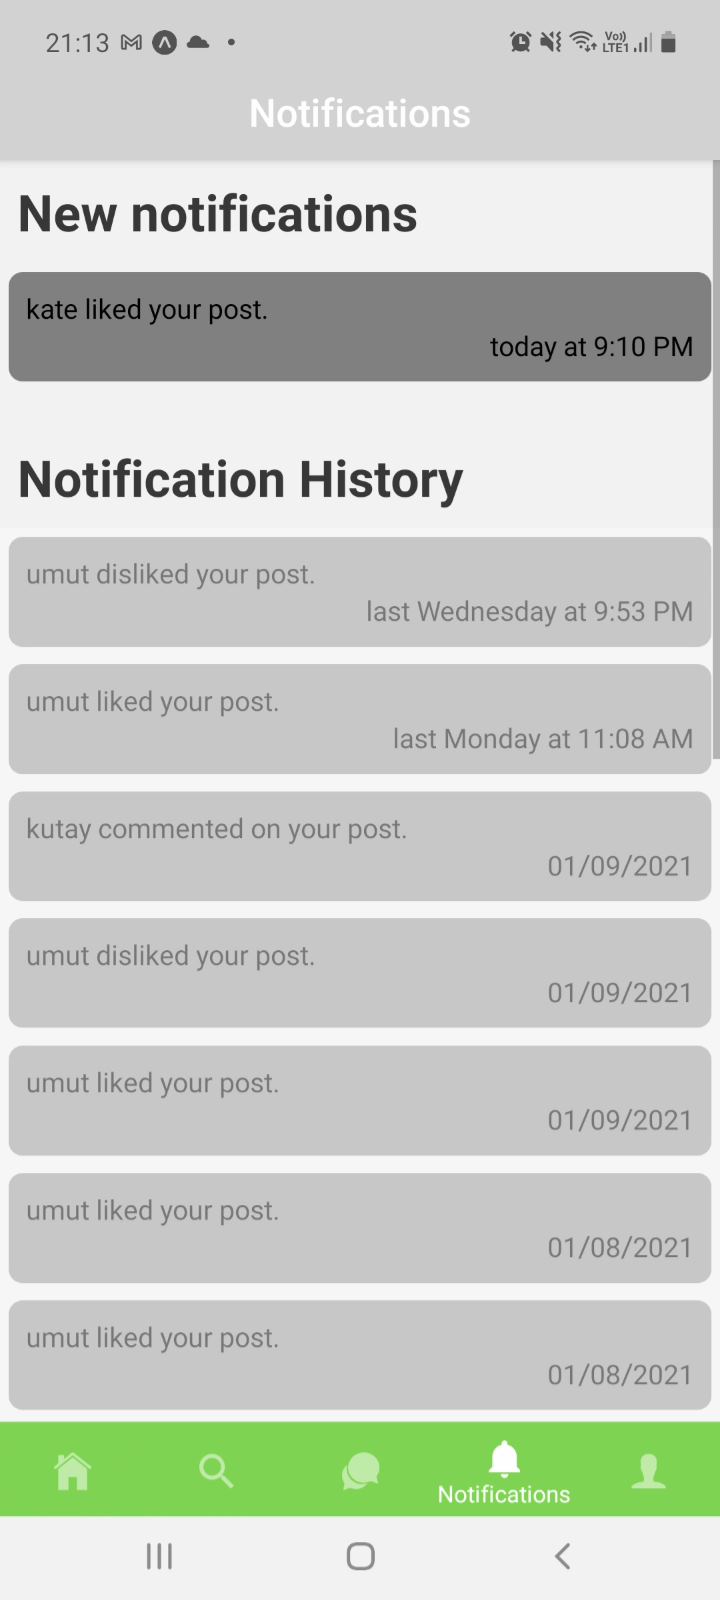 21:13
Vo)) LTE1
Notifications
New notifications
kate liked your post.
today at 9:10 PM
Notification History
umut disliked your post.
last Wednesday at 9:53 PM
umut liked your post.
last Monday at 11:08 AM
kutay commented on your post.
01/09/2021
umut disliked your post.
01/09/2021
umut liked your post.
01/09/2021
umut liked your post.
01/08/2021
umut liked your post.
01/08/2021
Notifications